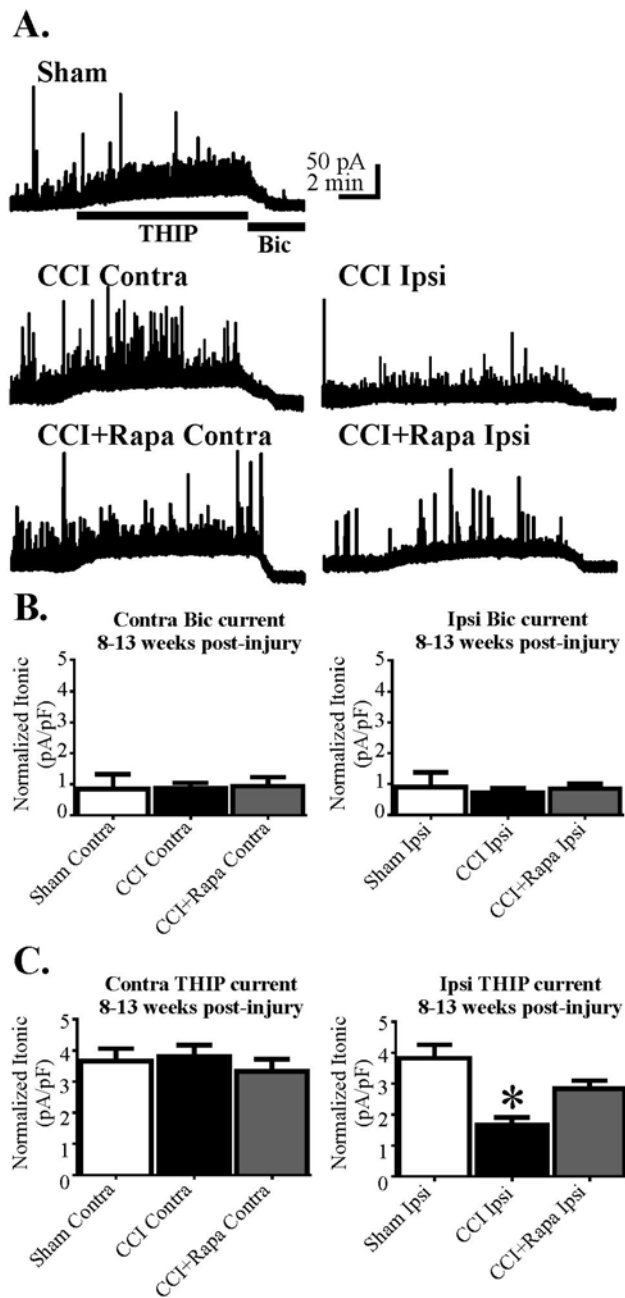 A.
Sham
50 pA
2 min
THIP
Bic
CCI Contra
CCI Ipsi
CCI+Rapa Contra
CCI+Rapa Ipsi
B.
Contra Bic current
8-13 weeks post-injury
Normalized Itonic
(pA/pF)
5
4
3
2
1
0
Sham Contra
CCI Contra
CCI+Rapa Contra
Ipsi Bic current
8-13 weeks post-injury
Normalized Itonic
(pA/pF)
5
4
3
2
1
0
Sham Ipsi
CCI Ipsi
CCI+Rapa Ipsi
C.
Contra THIP current
8-13 weeks post-injury
Normalized Itonic
(pA/pF)
5
4
3
2
1
0
Sham Contra
CCI Contra
CCI+Rapa Contra
Ipsi THIP current
8-13 weeks post-injury
Normalized Itonic
(pA/pF)
5
4
3
2
1
0
*
Sham Ipsi
CCI Ipsi
CCI+Rapa Ipsi